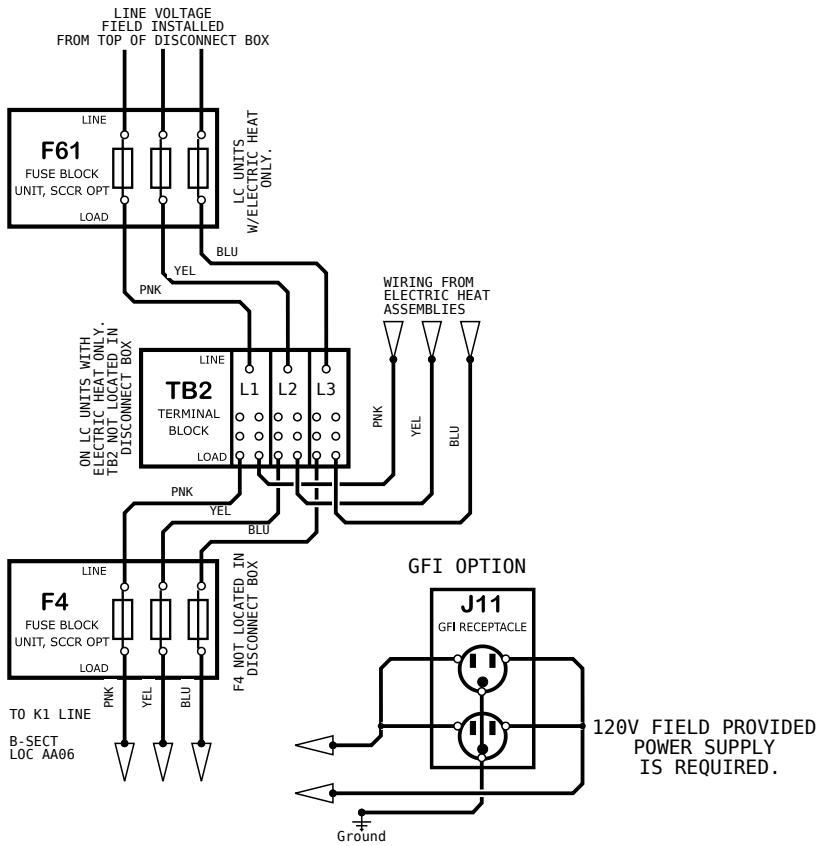 LINE VOLTAGE
FIELD INSTALLED
FROM TOP OF DISCONNECT BOX
LINE
F61
FUSE BLOCK
UNIT, SCCR OPT
LOAD
LC UNITS
W/ELECTRIC HEAT
ONLY.
BLU
YEL
PNK
WIRING FROM
ELECTRIC HEAT
ASSEMBLIES
ON LC UNITS WITH
ELECTRIC HEAT ONLY.
TB2 NOT LOCATED IN
DISCONNECT BOX
LINE
TB2
TERMINAL
BLOCK
LOAD
L1
L2
L3
PNK
YEL
BLU
PNK
YEL
BLU
LINE
F4
FUSE BLOCK
UNIT, SCCR OPT
LOAD
F4 NOT LOCATED IN
DISCONNECT BOX
PNK
YEL
BLU
TO K1 LINE
B-SECT
LOC AA06
GFI OPTION
J11
GFI RECEPTACLE
120V FIELD PROVIDED
POWER SUPPLY
IS REQUIRED.
Ground